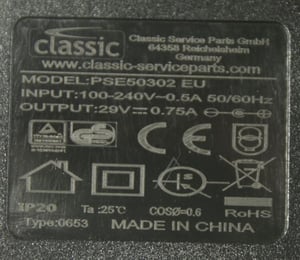 classic
Classic Service Parts GmbH
64358 Reichelsheim
Germany
www.classic-serviceparts.com
MODEL:PSE50302 EU
INPUT:100-240V~0.5A 50/60Hz
OUTPUT:29V⎓0.75A
IP20 Ta :25℃ COSØ=0.6 RoHS
Type:0653 MADE IN CHINA